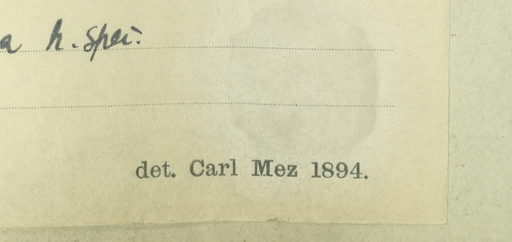 a n. spec.
det. Carl Mez 1894.